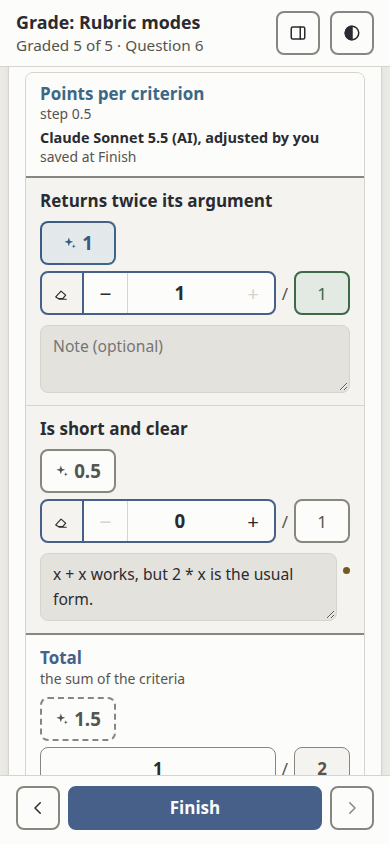 Grade: Rubric modes
Graded 5 of 5 · Question 6
Points per criterion
step 0.5
Claude Sonnet 5.5 (AI), adjusted by you
saved at Finish
Returns twice its argument
1
− 1 + / 1
Note (optional)
Is short and clear
0.5
− 0 + / 1
x + x works, but 2 * x is the usual
form.
Total
the sum of the criteria
1.5
1 / 2
Finish